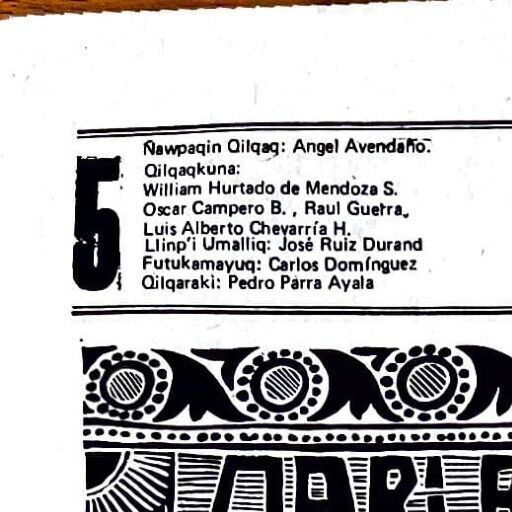 5
Ñawpaqin Qilqaq: Angel Avendaño.
Qilqaqkuna:
William Hurtado de Mendoza S.
Oscar Campero B., Raul Guerra,
Luis Alberto Chevarría H.
Llinp'i Umalliq: José Ruiz Durand
Futukamayuq: Carlos Domínguez
Qilqaraki: Pedro Parra Ayala